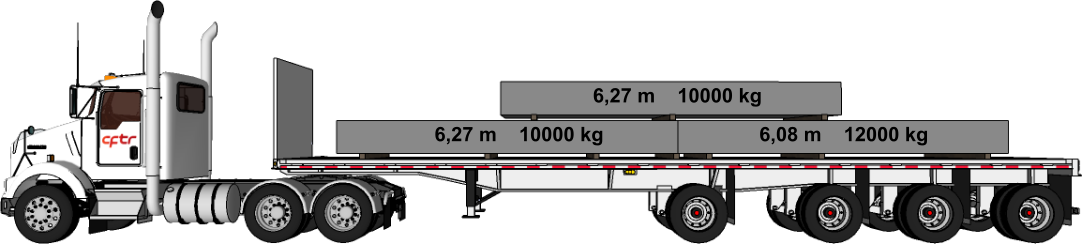 6,27 m 10000 kg
6,27 m 10000 kg 6,08 m 12000 kg
cftr